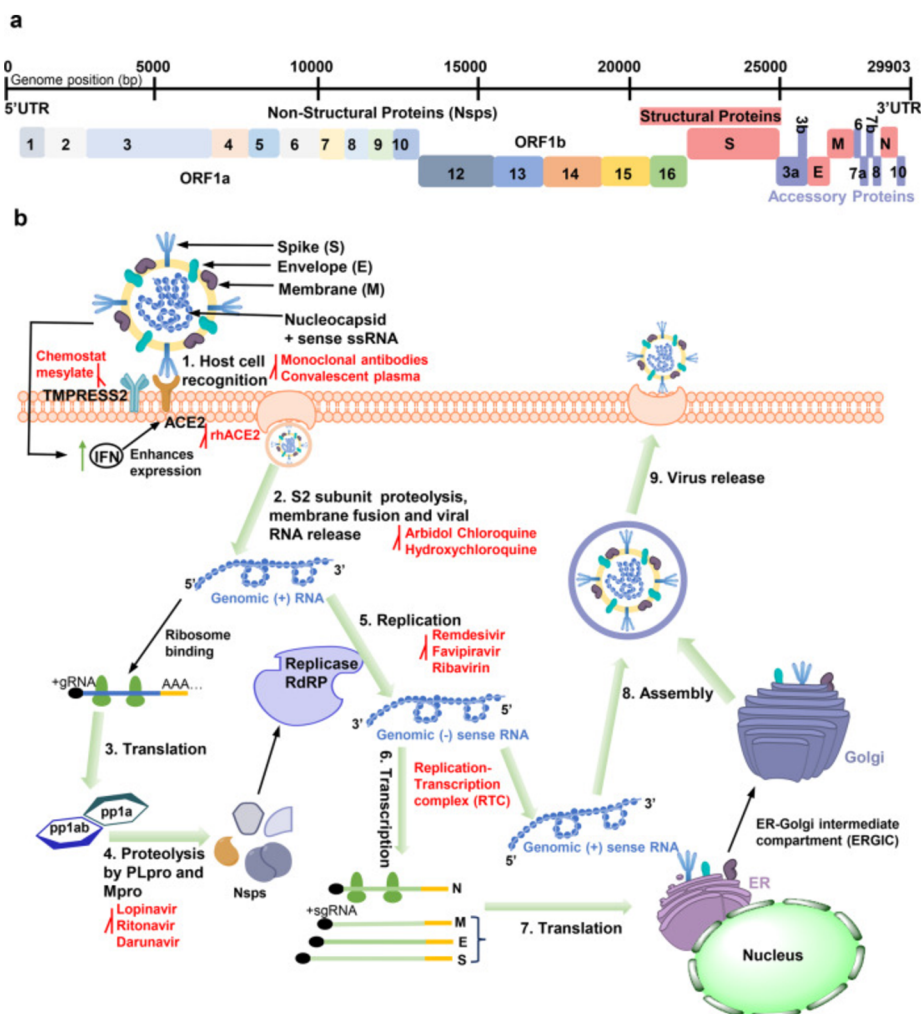 a
0 5000 10000 15000 20000 25000 29903
Genome position (bp)
5'UTR Non-Structural Proteins (Nsps) 3'UTR
Structural Proteins
1 2 3 4 5 6 7 8 9 10 ORF1b S 3b M 6 7b N
ORF1a 12 13 14 15 16 3a E 7a 8 10
Accessory Proteins
b
Spike (S)
Envelope (E)
Membrane (M)
Nucleocapsid
+ sense ssRNA
Chemostat
mesylate
TMPRESS2
1. Host cell
recognition
Monoclonal antibodies
Convalescent plasma
ACE2
rhACE2
IFN
Enhances
expression
2. S2 subunit proteolysis,
membrane fusion and viral
RNA release
Arbidol Chloroquine
Hydroxychloroquine
9. Virus release
5' 3'
Genomic (+) RNA
Ribosome
binding
5. Replication
Remdesivir
Favipiravir
Ribavirin
Replicase
RdRP
+gRNA AAA...
3' 5'
Genomic (-) sense RNA
8. Assembly
3. Translation
6. Transcription
Replication-
Transcription
complex (RTC)
Golgi
pp1a
pp1ab
4. Proteolysis
by PLpro and
Mpro
Lopinavir
Ritonavir
Darunavir
Nsps
5' 3'
Genomic (+) sense RNA
ER-Golgi intermediate
compartment (ERGIC)
ER
N
+sgRNA
M
E
S
7. Translation
Nucleus